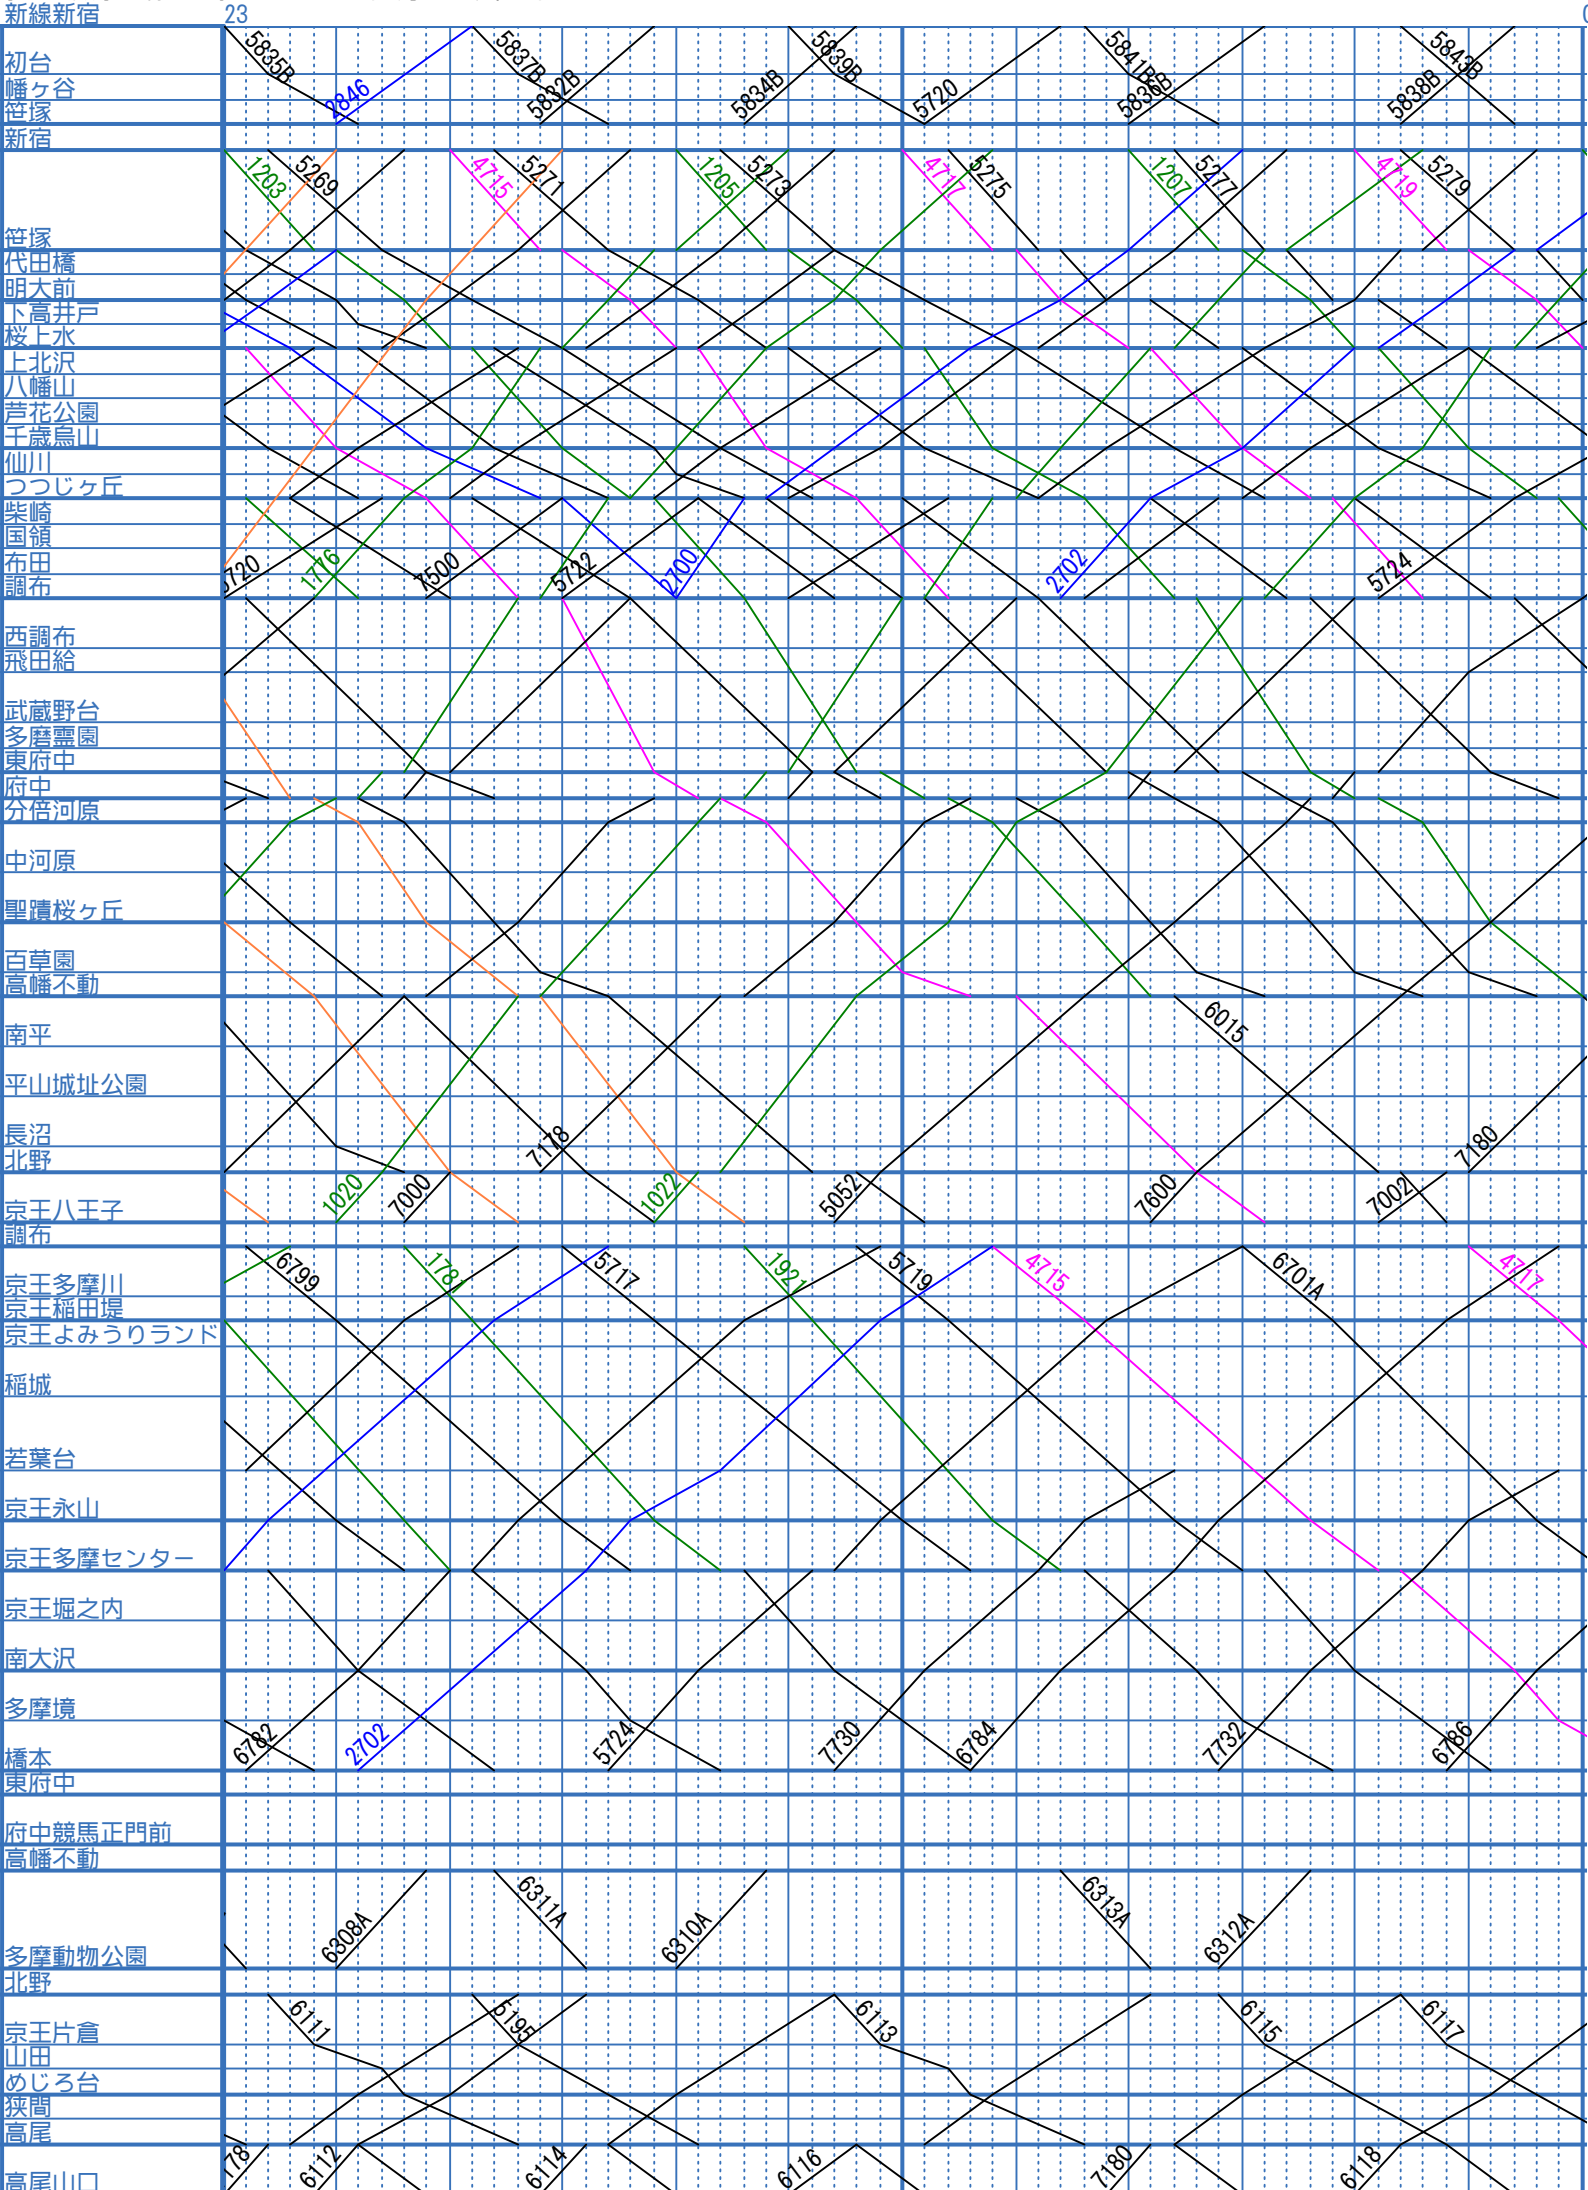 新線新宿 23
初台
幡ヶ谷
笹塚
5835B 2846 5837B 5832B 5834B 5839B 5720 5841B 5836B 5838B 5843B
新宿
1203 5269 4715 5271 1205 5273 4717 5275 1207 5277 4719 5279
笹塚
代田橋
明大前
下高井戸
桜上水
上北沢
八幡山
芦花公園
千歳烏山
仙川
つつじヶ丘
柴崎
国領
布田
調布
5720 1776 7500 5722 2700 2702 5724
西調布
飛田給
武蔵野台
多磨霊園
東府中
府中
分倍河原
中河原
聖蹟桜ヶ丘
百草園
高幡不動
南平 6015
平山城址公園
長沼
北野
7178 7180
京王八王子
1020 7000 1022 5052 7600 7002
調布
6799 1781 5717 1921 5719 4715 6701A 4717
京王多摩川
京王稲田堤
京王よみうりランド
稲城
若葉台
京王永山
京王多摩センター
京王堀之内
南大沢
多摩境
橋本
6782 2702 5724 7730 6784 7732 6786
東府中
府中競馬正門前
高幡不動
6311A 6313A
6308A 6310A 6312A
多摩動物公園
北野
6111 5195 6113 6115 6117
京王片倉
山田
めじろ台
狭間
高尾
178 6112 6114 6116 7180 6118
高尾山口